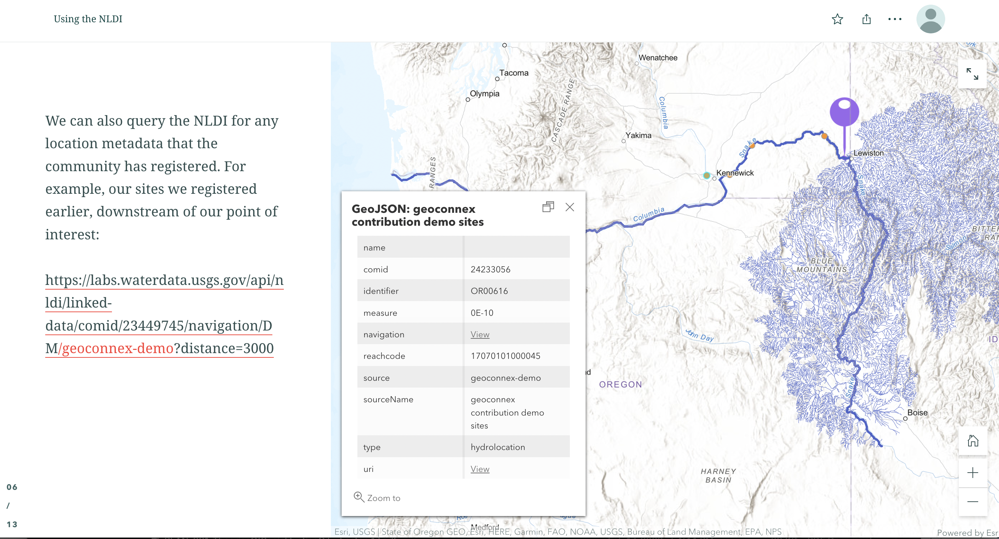 Using the NLDI
We can also query the NLDI for any
location metadata that the
community has registered. For
example, our sites we registered
earlier, downstream of our point of
interest:
https://labs.waterdata.usgs.gov/api/n
ldi/linked-
data/comid/23449745/navigation/D
M/geoconnex-demo?distance=3000
06
/
13
Wenatchee
Tacoma
Olympia
CASCADE RANGE
Columbia
Yakima
Snake
Lewiston
RANGES
Kennewick
Snake
Columbia
BLUE
MOUNTAINS
Salmon
John Day
OREGON
ID
Snake
Boise
HARNEY
BASIN
Medford
GeoJSON: geoconnex
contribution demo sites
name
comid 24233056
identifier OR00616
measure 0E-10
navigation View
reachcode 17070101000045
source geoconnex-demo
sourceName geoconnex
contribution demo
sites
type hydrolocation
uri View
Zoom to
Esri, USGS | State of Oregon GEO, Esri, HERE, Garmin, FAO, NOAA, USGS, Bureau of Land Management, EPA, NPS
Powered by Esr